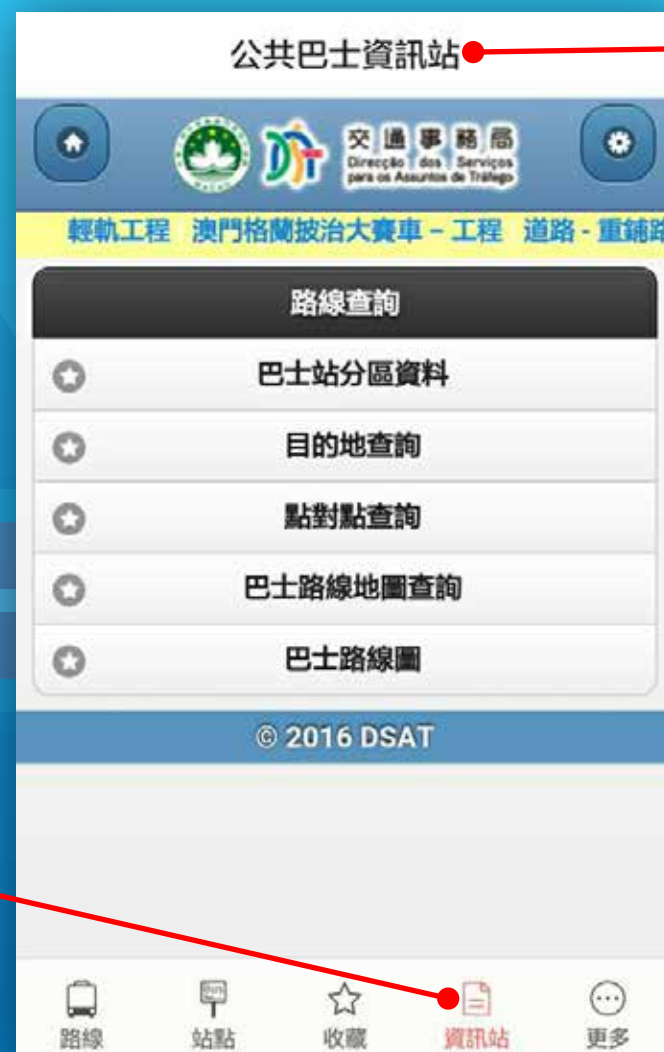 公共巴士資訊站
交通事務局
Direcção dos Serviços
para os Assuntos de Tráfego
輕軌工程 澳門格蘭披治大賽車 – 工程 道路 - 重鋪路
路線查詢
巴士站分區資料
目的地查詢
點對點查詢
巴士路線地圖查詢
巴士路線圖
© 2016 DSAT
路線 站點 收藏 資訊站 更多